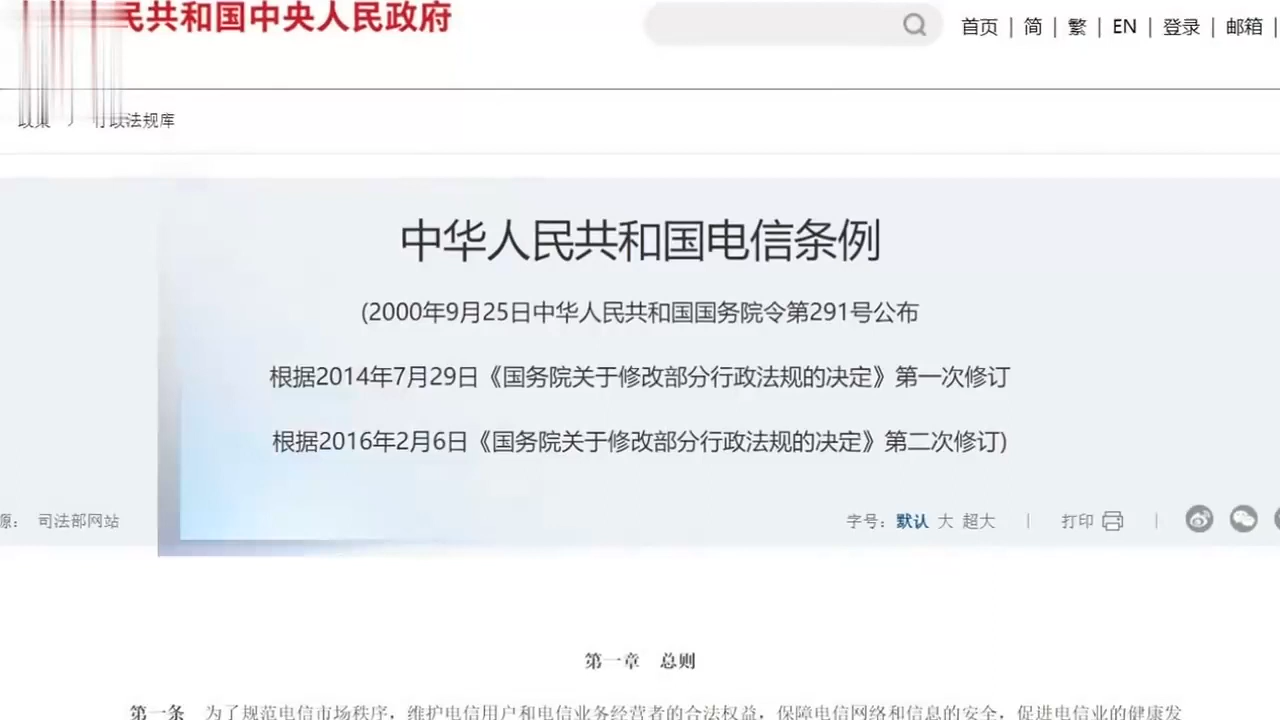 民共和国中央人民政府
首页 | 简 | 繁 | EN | 登录 | 邮箱 |
政策 行政法规库
中华人民共和国电信条例
(2000年9月25日中华人民共和国国务院令第291号公布
根据2014年7月29日《国务院关于修改部分行政法规的决定》第一次修订
根据2016年2月6日《国务院关于修改部分行政法规的决定》第二次修订)
源： 司法部网站 字号：默认 大 超大 | 打印 |
第一章 总则
第一条 为了规范电信市场秩序，维护电信用户和电信业务经营者的合法权益，保障电信网络和信息的安全，促进电信业的健康发